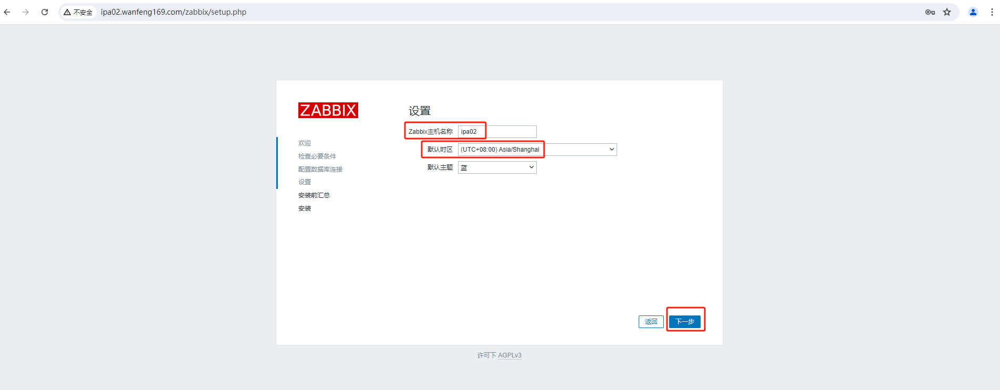 不安全 ipa02.wanfeng169.com/zabbix/setup.php
ZABBIX
欢迎
检查必要条件
配置数据库连接
设置
安装前汇总
安装
设置
Zabbix主机名称 ipa02
默认时区 (UTC+08:00) Asia/Shanghai
默认主题 蓝
返回 下一步
许可下 AGPLv3